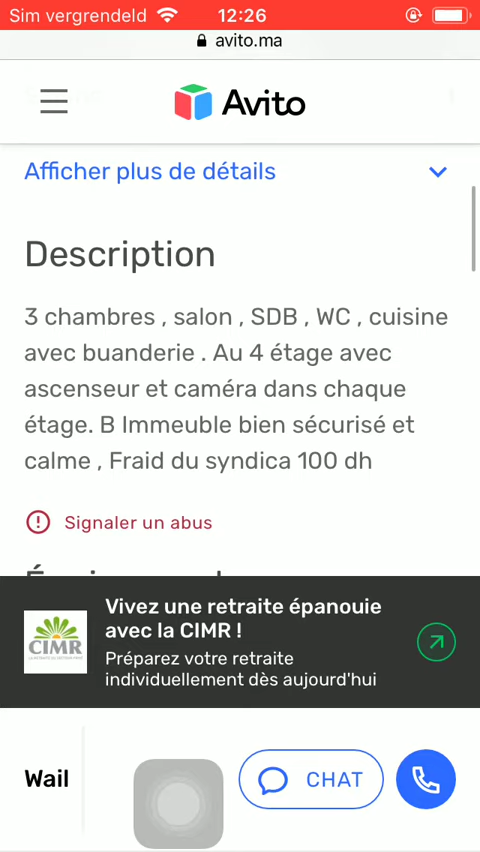 Sim vergrendeld 12:26
avito.ma
Avito
Afficher plus de détails
Description
3 chambres , salon , SDB , WC , cuisine
avec buanderie . Au 4 étage avec
ascenseur et caméra dans chaque
étage. B Immeuble bien sécurisé et
calme , Fraid du syndica 100 dh
Signaler un abus
Vivez une retraite épanouie
avec la CIMR !
CIMR
Préparez votre retraite
individuellement dès aujourd'hui
Wail
CHAT